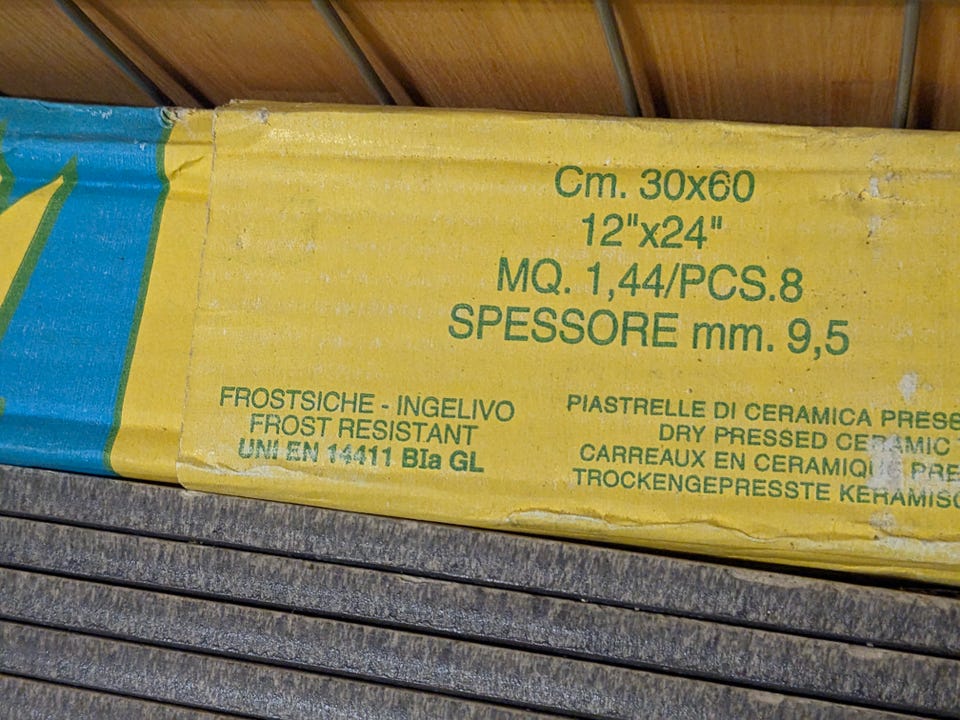 Cm. 30x60
12"x24"
MQ. 1,44/PCS.8
SPESSORE mm. 9,5
FROSTSICHE - INGELIVO
FROST RESISTANT
UNI EN 14411 BIa GL
PIASTRELLE DI CERAMICA
DRY PRESSED CERAMIC
CARREAUX EN CERAMIQUE
TROCKENGEPRESSTE